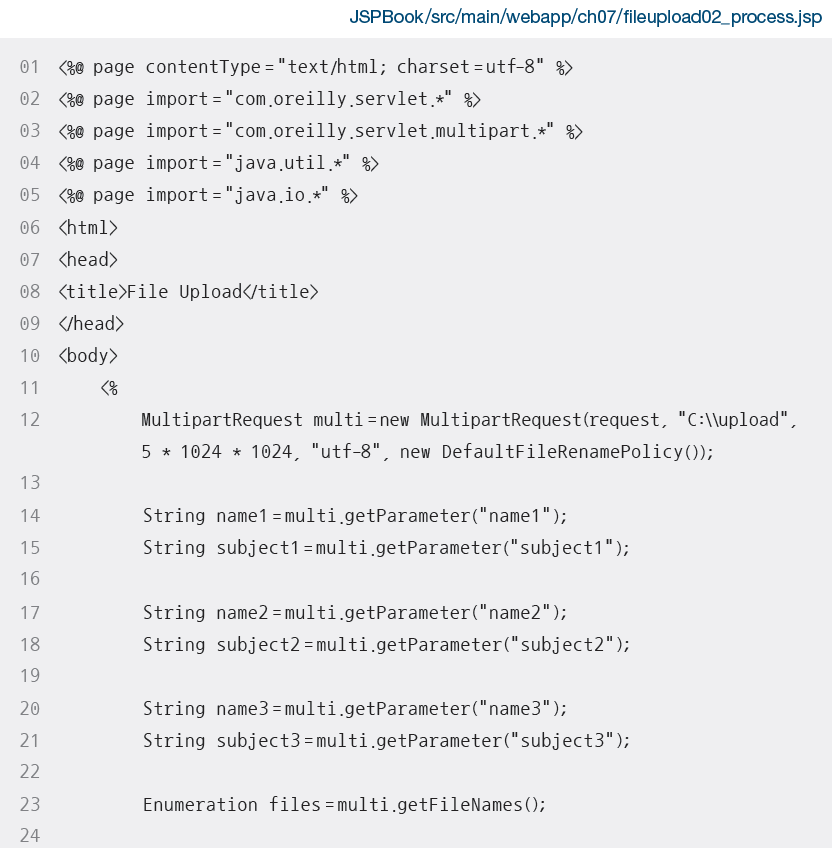 JSPBook/src/main/webapp/ch07/fileupload02_process.jsp
01 <%@ page contentType="text/html; charset=utf-8" %>
02 <%@ page import="com.oreilly.servlet.*" %>
03 <%@ page import="com.oreilly.servlet.multipart.*" %>
04 <%@ page import="java.util.*" %>
05 <%@ page import="java.io.*" %>
06 <html>
07 <head>
08 <title>File Upload</title>
09 </head>
10 <body>
11 <%
12 MultipartRequest multi=new MultipartRequest(request, "C:\\upload",
5 * 1024 * 1024, "utf-8", new DefaultFileRenamePolicy());
13
14 String name1=multi.getParameter("name1");
15 String subject1=multi.getParameter("subject1");
16
17 String name2=multi.getParameter("name2");
18 String subject2=multi.getParameter("subject2");
19
20 String name3=multi.getParameter("name3");
21 String subject3=multi.getParameter("subject3");
22
23 Enumeration files=multi.getFileNames();
24